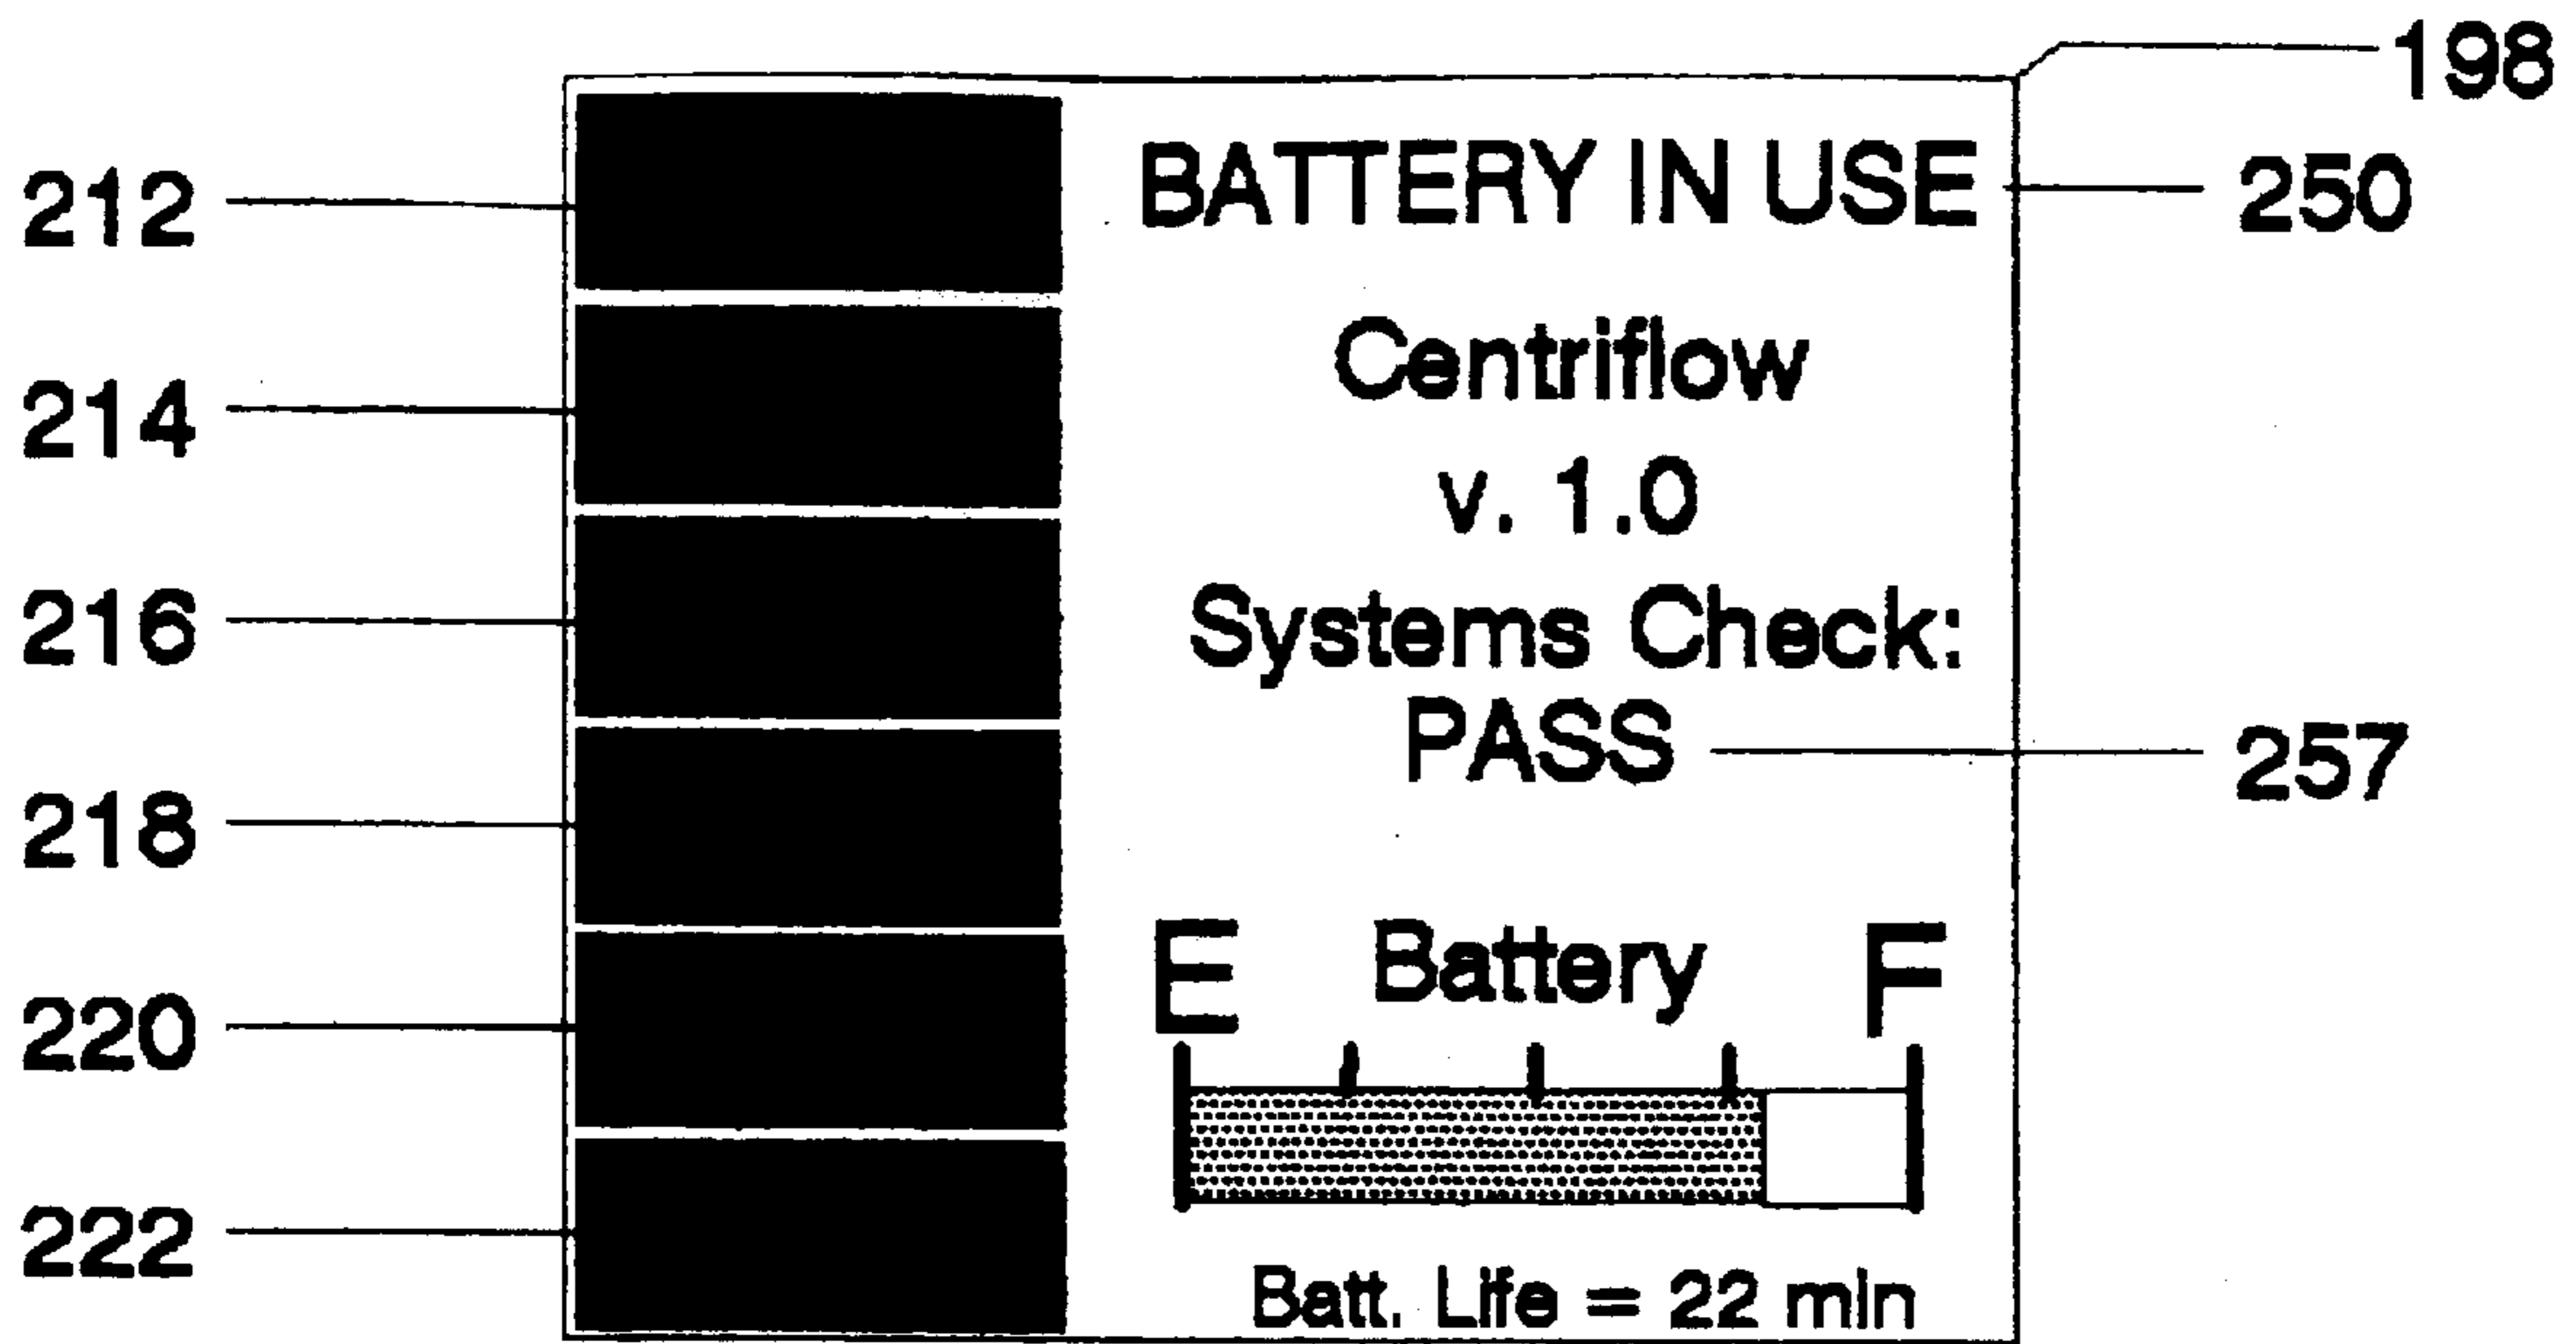 198
212
BATTERY IN USE
250
214
Centriflow
v. 1.0
216
Systems Check:
PASS
257
218
E Battery F
220
222
Batt. Life = 22 min